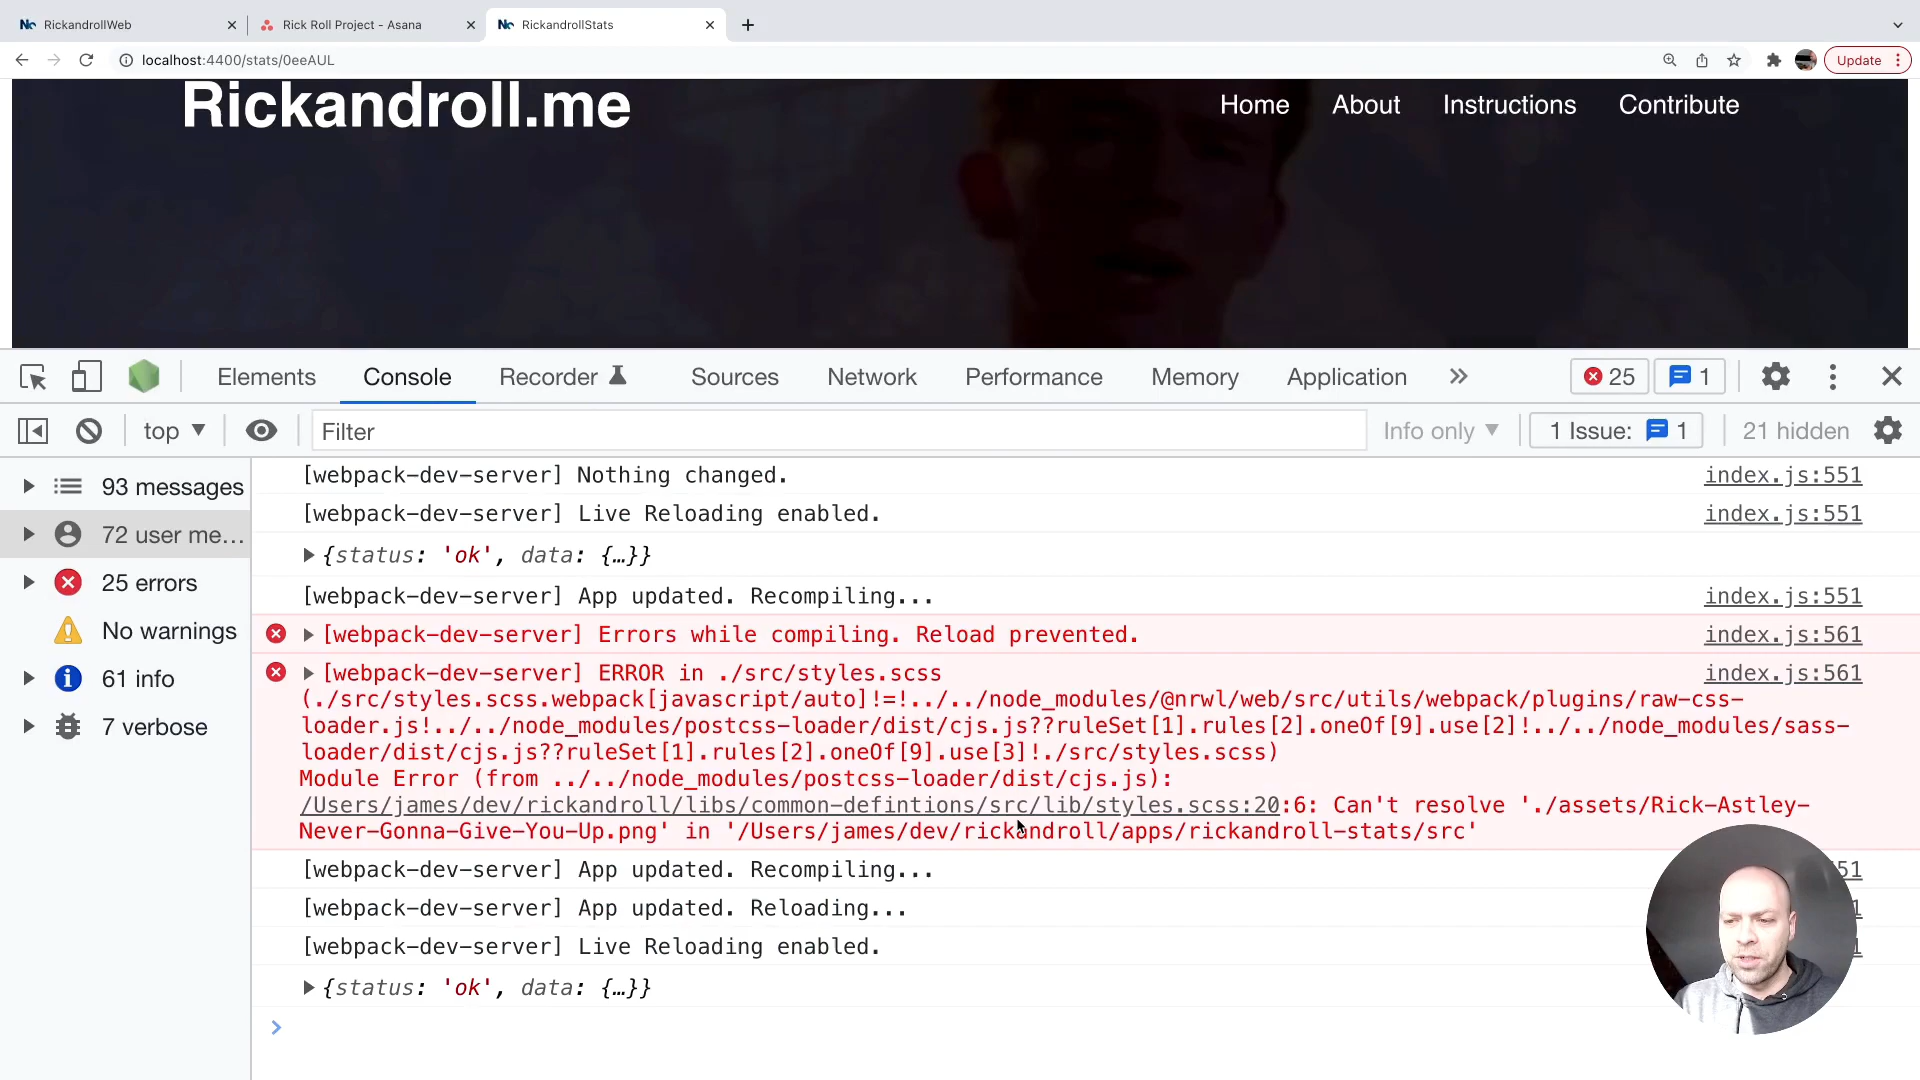 RickandrollWeb
Rick Roll Project - Asana
RickandrollStats
localhost:4400/stats/0eeAUL
Update
Rickandroll.me
Home About Instructions Contribute
Elements Console Recorder Sources Network Performance Memory Application 25 1
top Filter Info only 1 Issue: 1 21 hidden
93 messages
72 user me…
25 errors
No warnings
61 info
7 verbose
[webpack-dev-server] Nothing changed. index.js:551
[webpack-dev-server] Live Reloading enabled. index.js:551
{status: 'ok', data: {…}}
[webpack-dev-server] App updated. Recompiling... index.js:551
[webpack-dev-server] Errors while compiling. Reload prevented. index.js:561
[webpack-dev-server] ERROR in ./src/styles.scss index.js:561
(./src/styles.scss.webpack[javascript/auto]!=!../../node_modules/@nrwl/web/src/utils/webpack/plugins/raw-css-
loader.js!../../node_modules/postcss-loader/dist/cjs.js??ruleSet[1].rules[2].oneOf[9].use[2]!../../node_modules/sass-
loader/dist/cjs.js??ruleSet[1].rules[2].oneOf[9].use[3]!./src/styles.scss)
Module Error (from ../../node_modules/postcss-loader/dist/cjs.js):
/Users/james/dev/rickandroll/libs/common-defintions/src/lib/styles.scss:20:6: Can't resolve './assets/Rick-Astley-
Never-Gonna-Give-You-Up.png' in '/Users/james/dev/rickandroll/apps/rickandroll-stats/src'
[webpack-dev-server] App updated. Recompiling... 51
[webpack-dev-server] App updated. Reloading... 1
[webpack-dev-server] Live Reloading enabled. 1
{status: 'ok', data: {…}}